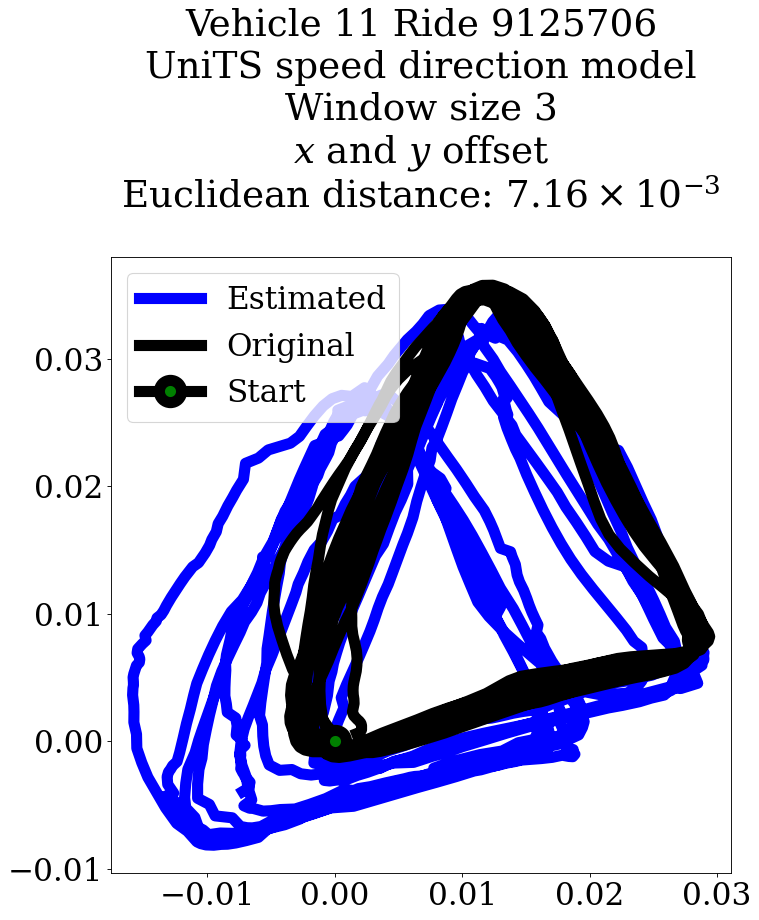 Vehicle 11 Ride 9125706
UniTS speed direction model
Window size 3
x and y offset
Euclidean distance: 7.16 × 10⁻³
Estimated
Original
Start
0.03
0.02
0.01
0.00
−0.01
−0.01 0.00 0.01 0.02 0.03